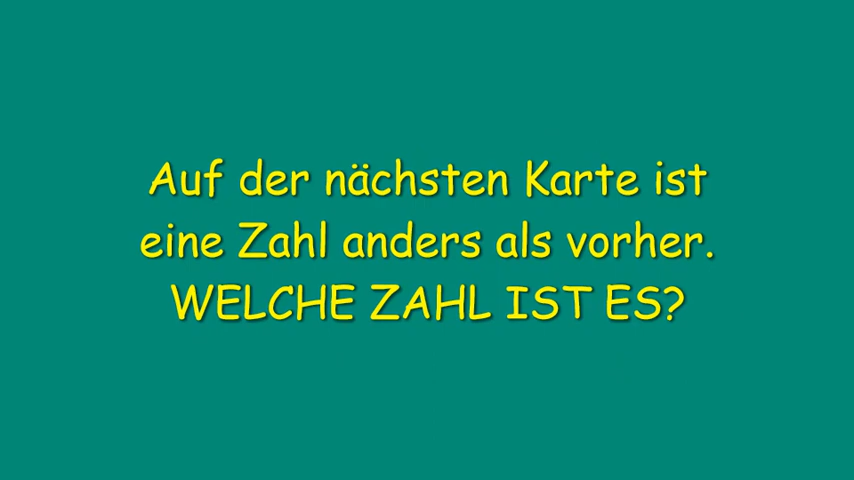 Auf der nächsten Karte ist
eine Zahl anders als vorher.
WELCHE ZAHL IST ES?